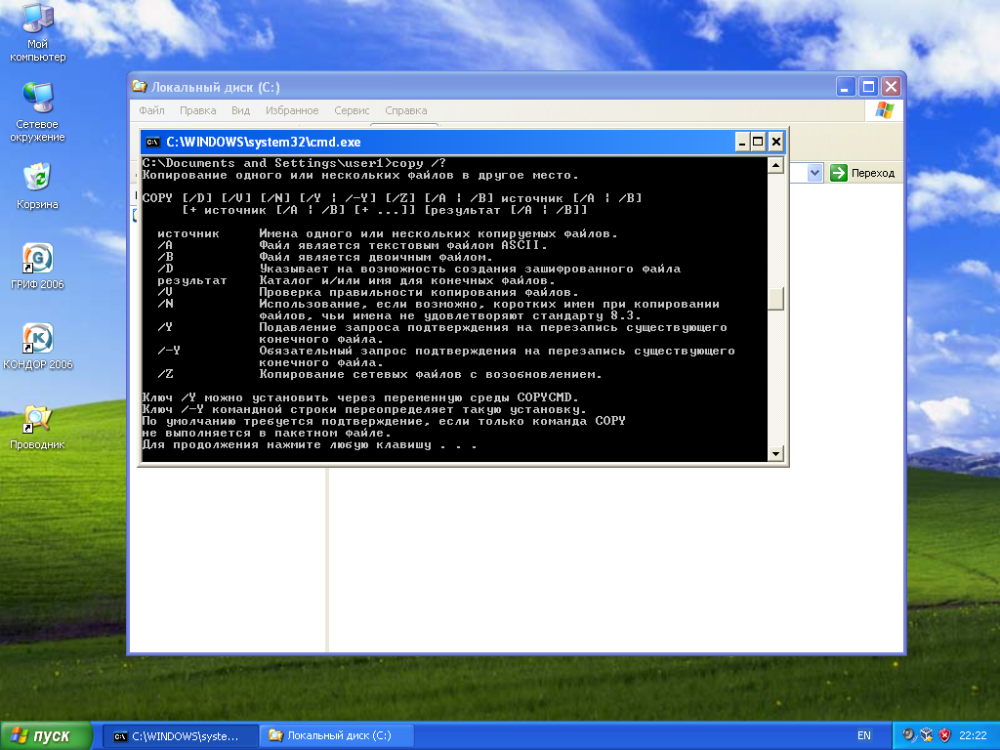 Мой
компьютер
Сетевое
окружение
Корзина
ГРИФ 2006
КОНДОР 2006
Проводник
Локальный диск (C:)
Файл Правка Вид Избранное Сервис Справка
Переход
C:\WINDOWS\system32\cmd.exe
C:\Documents and Settings\user1>copy /?
Копирование одного или нескольких файлов в другое место.
COPY [/D] [/V] [/N] [/Y ¦ /-Y] [/Z] [/A ¦ /B] источник [/A ¦ /B]
[+ источник [/A ¦ /B] [+ ...]] [результат [/A ¦ /B]]
источник Имена одного или нескольких копируемых файлов.
/A Файл является текстовым файлом ASCII.
/B Файл является двоичным файлом.
/D Указывает на возможность создания зашифрованного файла
результат Каталог и/или имя для конечных файлов.
/V Проверка правильности копирования файлов.
/N Использование, если возможно, коротких имен при копировании
файлов, чьи имена не удовлетворяют стандарту 8.3.
/Y Подавление запроса подтверждения на перезапись существующего
конечного файла.
/-Y Обязательный запрос подтверждения на перезапись существующего
конечного файла.
/Z Копирование сетевых файлов с возобновлением.
Ключ /Y можно установить через переменную среды COPYCMD.
Ключ /-Y командной строки переопределяет такую установку.
По умолчанию требуется подтверждение, если только команда COPY
не выполняется в пакетном файле.
Для продолжения нажмите любую клавишу . . .
пуск
C:\WINDOWS\syste...
Локальный диск (C:)
EN
22:22